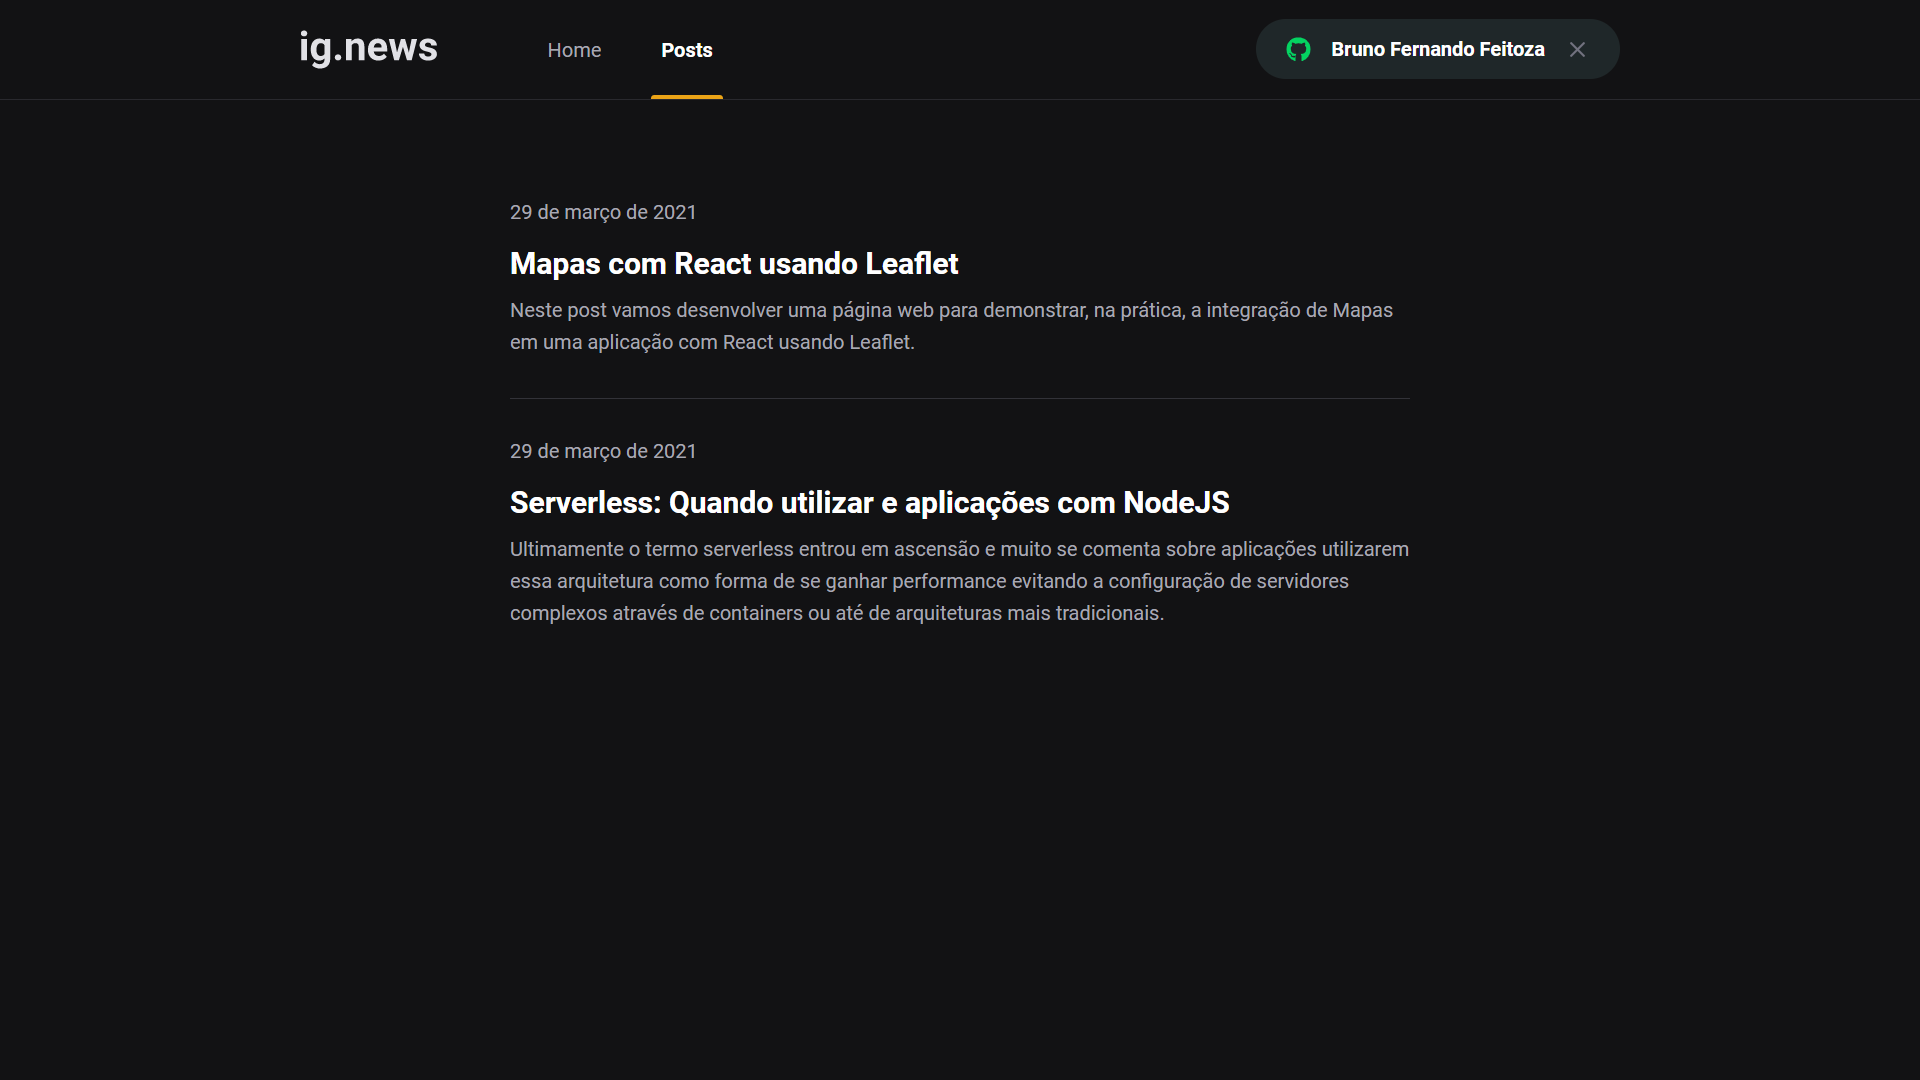 ig.news
Home
Posts
Bruno Fernando Feitoza
29 de março de 2021
Mapas com React usando Leaflet
Neste post vamos desenvolver uma página web para demonstrar, na prática, a integração de Mapas
em uma aplicação com React usando Leaflet.
29 de março de 2021
Serverless: Quando utilizar e aplicações com NodeJS
Ultimamente o termo serverless entrou em ascensão e muito se comenta sobre aplicações utilizarem
essa arquitetura como forma de se ganhar performance evitando a configuração de servidores
complexos através de containers ou até de arquiteturas mais tradicionais.